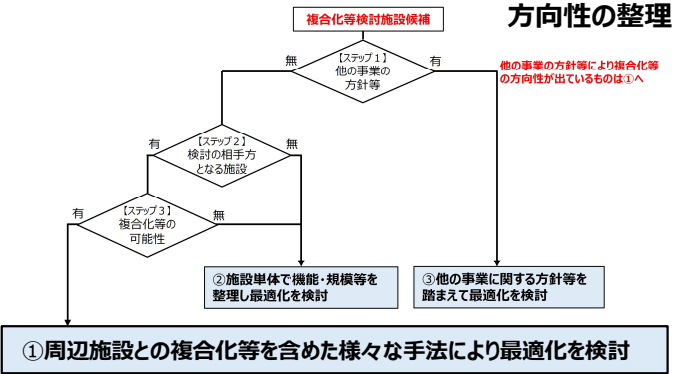 方向性の整理
複合化等検討施設候補
【ステップ1】
他の事業の
方針等
無
有
他の事業の方針等により複合化等
の方向性が出ているものは①へ
【ステップ2】
検討の相手方
となる施設
有
無
【ステップ3】
複合化等の
可能性
有
無
②施設単体で機能・規模等を
整理し最適化を検討
③他の事業に関する方針等を
踏まえて最適化を検討
①周辺施設との複合化等を含めた様々な手法により最適化を検討